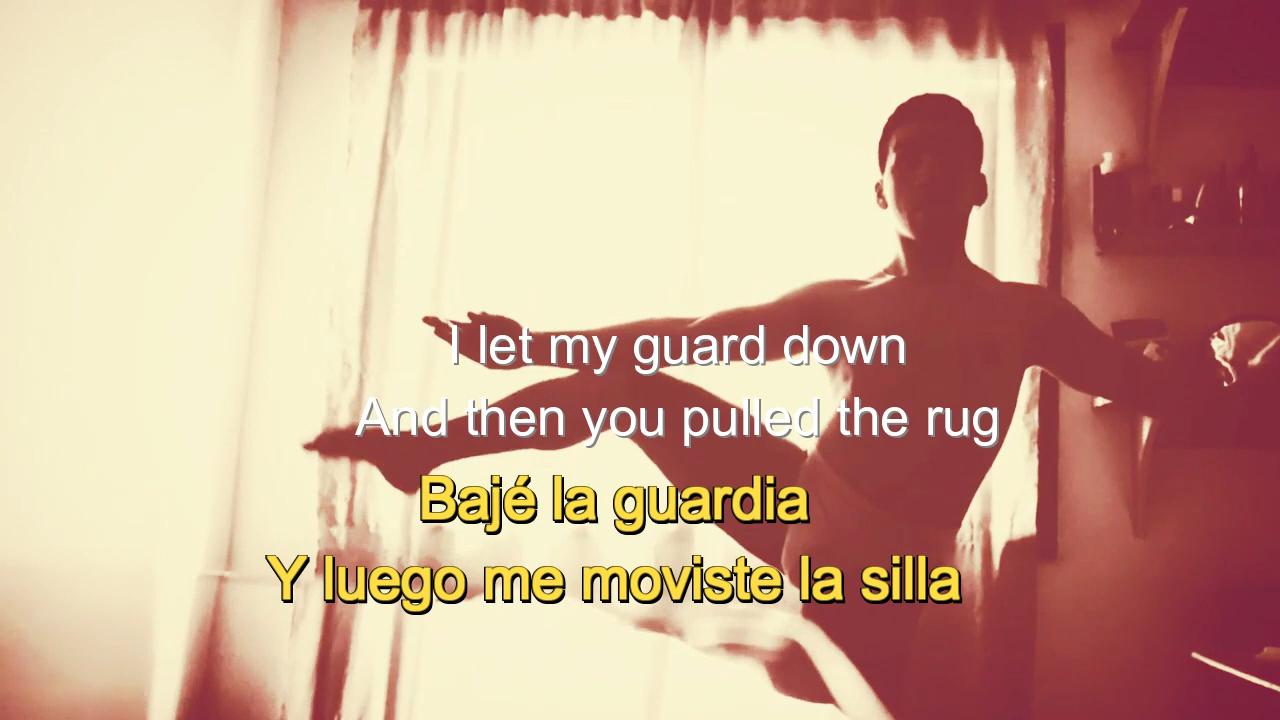 I let my guard down
And then you pulled the rug
Bajé la guardia
Y luego me moviste la silla